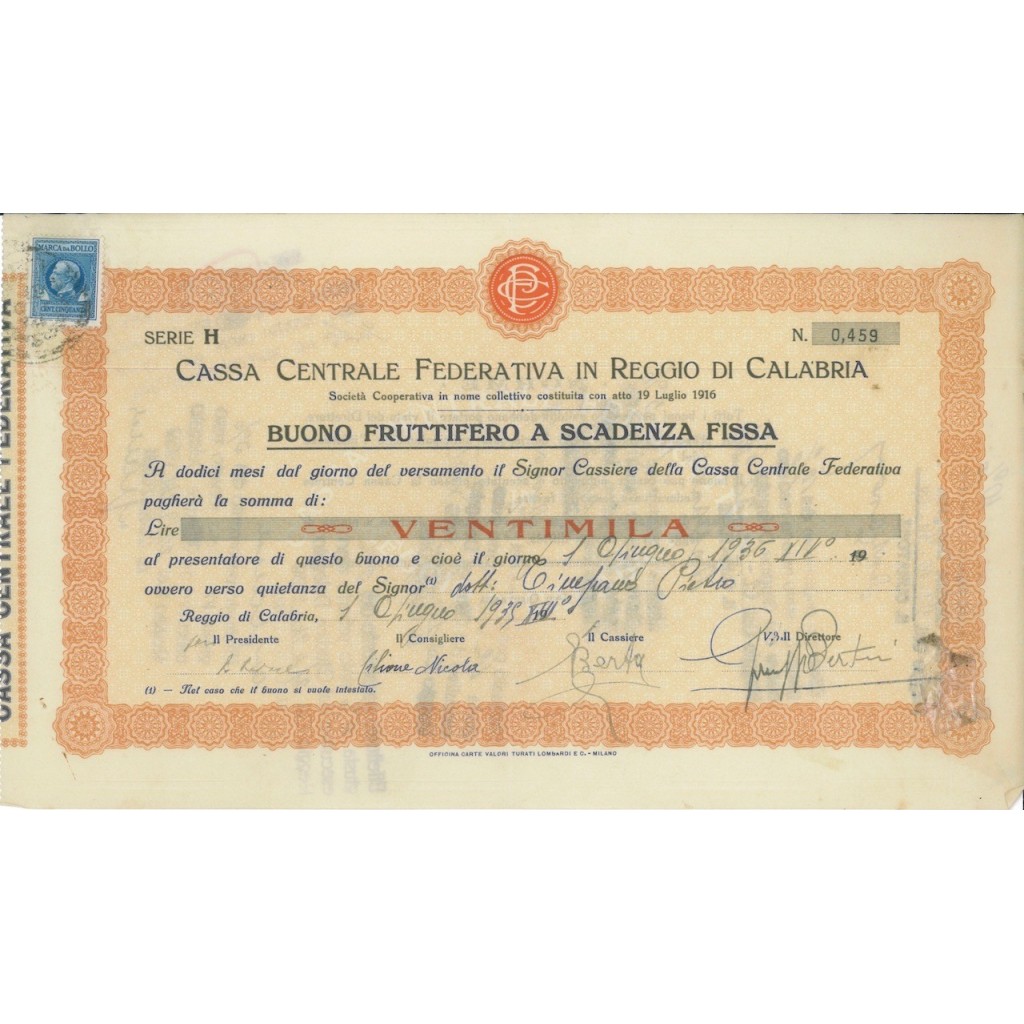 MARCA DA BOLLO
CENT. CINQUANTA
CASSA CENTRALE FEDERATIVA
SERIE H
N. 0,459
CASSA CENTRALE FEDERATIVA IN REGGIO DI CALABRIA
Società Cooperativa in nome collettivo costituita con atto 19 Luglio 1916
BUONO FRUTTIFERO A SCADENZA FISSA
A dodici mesi dal giorno del versamento il Signor Cassiere della Cassa Centrale Federativa
pagherà la somma di:
Lire VENTIMILA
al presentatore di questo buono e cioè il giorno 1 Giugno 1936 XIV° 19
ovvero verso quietanza del Signor (1) dott: Pietro
Reggio di Calabria, 1 Giugno 1935
per Il Presidente Il Consigliere Il Cassiere V.B. Il Direttore
Nicola
(1) - Nel caso che il buono si vuole intestato.
OFFICINA CARTE VALORI TURATI LOMBARDI E C. - MILANO